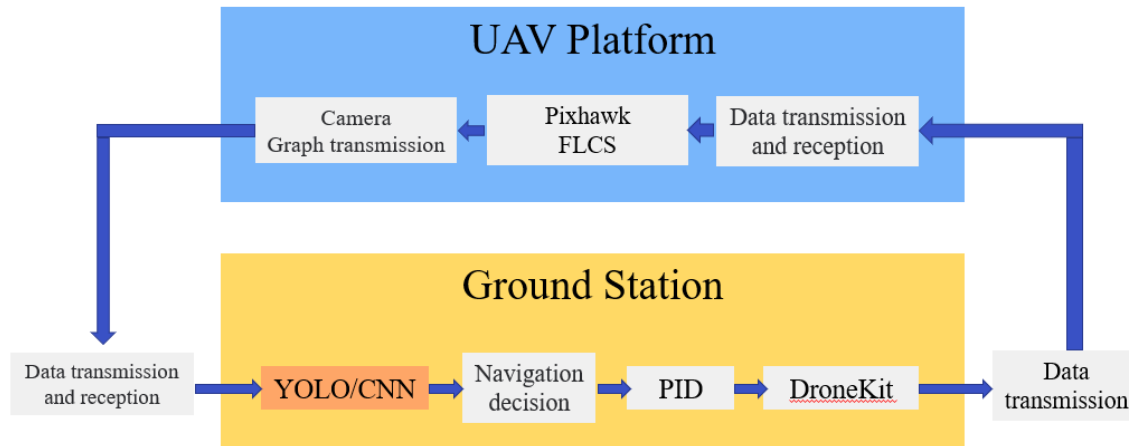 UAV Platform
Camera
Graph transmission
Pixhawk
FLCS
Data transmission
and reception
Ground Station
Data transmission
and reception
YOLO/CNN
Navigation
decision
PID
DroneKit
Data
transmission